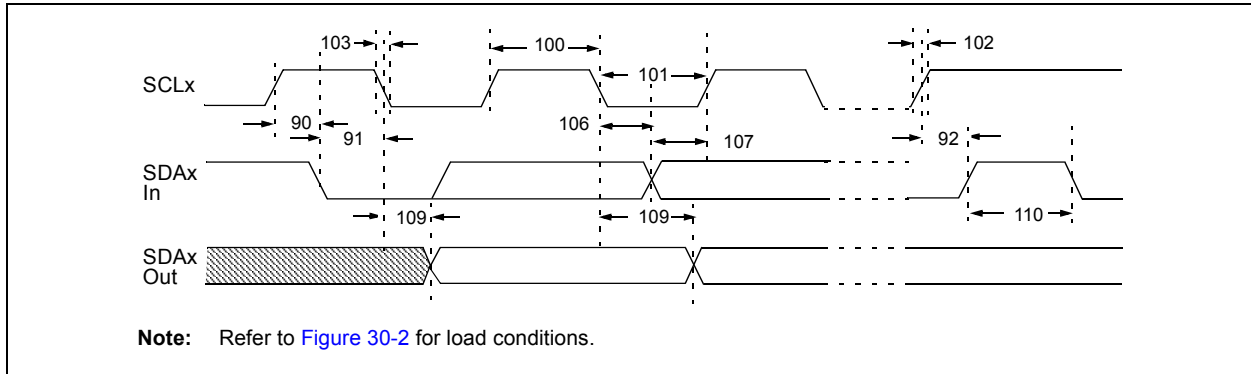 103
100
102
101
SCLx
90
91
106
107
92
SDAx
In
109
109
110
SDAx
Out
Note: Refer to Figure 30-2 for load conditions.